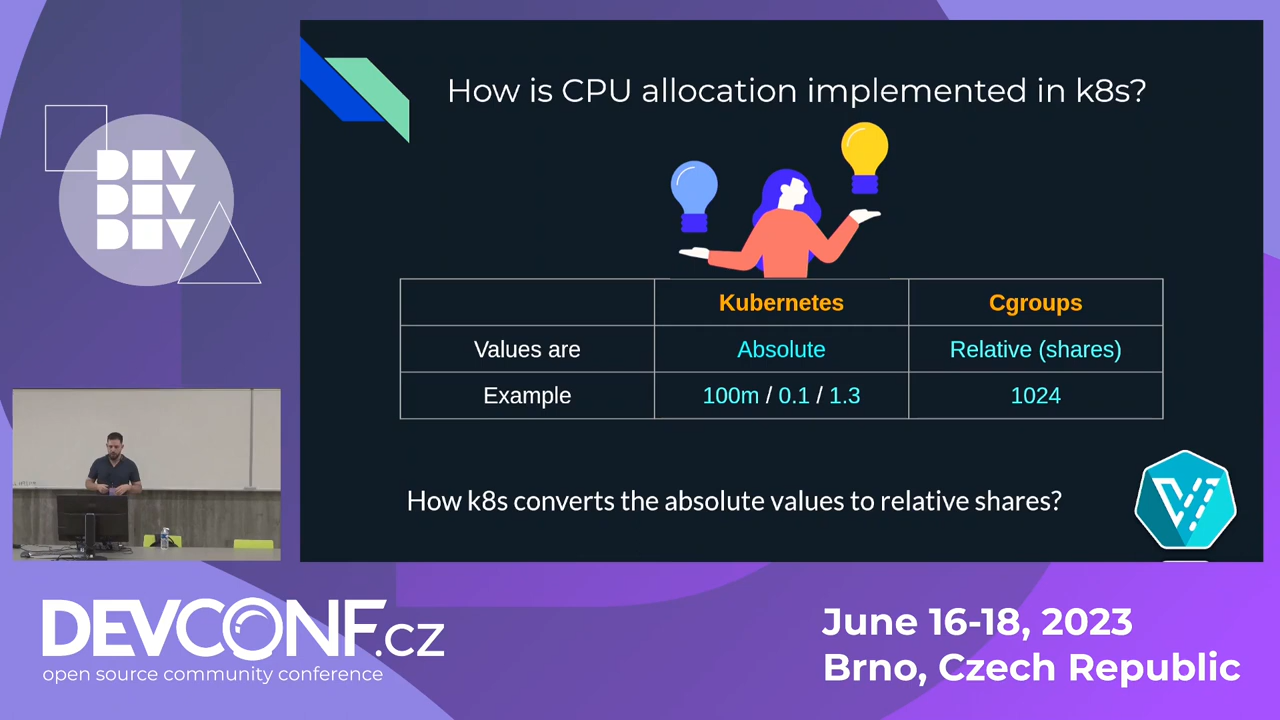 How is CPU allocation implemented in k8s?
DEV
DEV
DEV
Kubernetes Cgroups
Values are Absolute Relative (shares)
Example 100m / 0.1 / 1.3 1024
How k8s converts the absolute values to relative shares?
DEVCONF.cz
open source community conference
June 16-18, 2023
Brno, Czech Republic